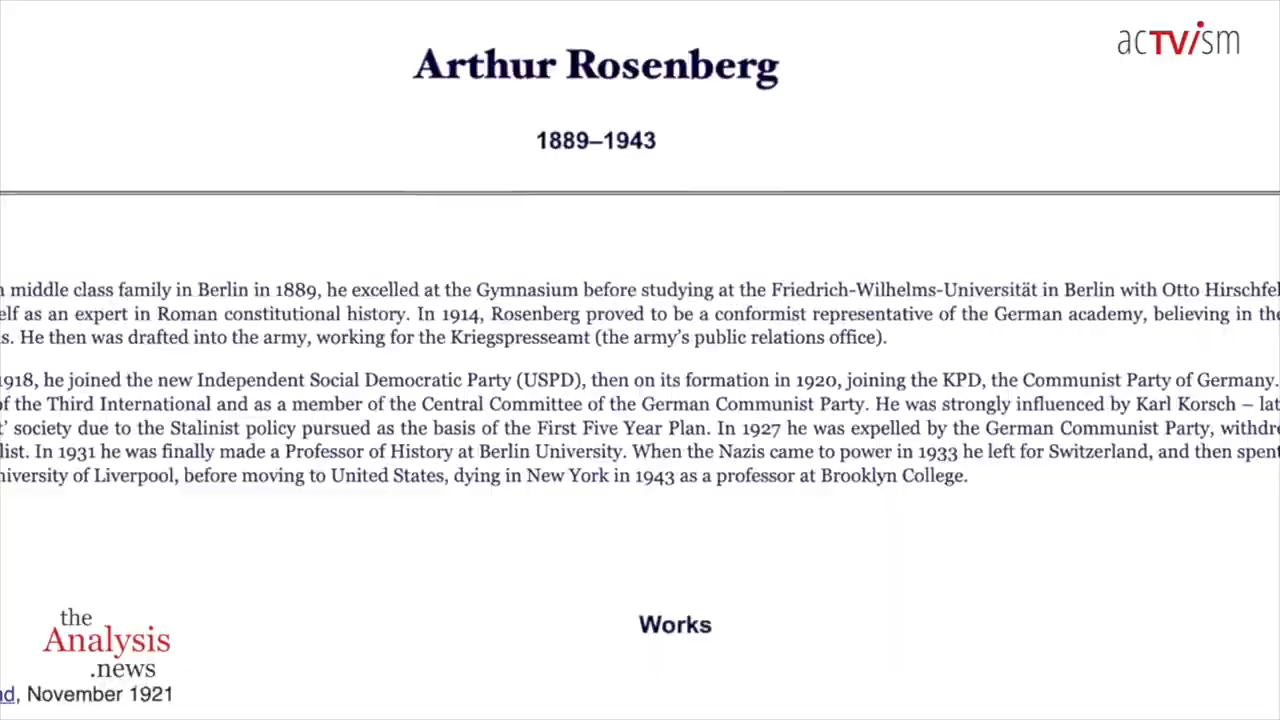 acTVism
Arthur Rosenberg
1889–1943
middle class family in Berlin in 1889, he excelled at the Gymnasium before studying at the Friedrich-Wilhelms-Universität in Berlin with Otto Hirschfel
elf as an expert in Roman constitutional history. In 1914, Rosenberg proved to be a conformist representative of the German academy, believing in the
s. He then was drafted into the army, working for the Kriegspresseamt (the army’s public relations office).
1918, he joined the new Independent Social Democratic Party (USPD), then on its formation in 1920, joining the KPD, the Communist Party of Germany.
of the Third International and as a member of the Central Committee of the German Communist Party. He was strongly influenced by Karl Korsch – lat
’ society due to the Stalinist policy pursued as the basis of the First Five Year Plan. In 1927 he was expelled by the German Communist Party, withdre
list. In 1931 he was finally made a Professor of History at Berlin University. When the Nazis came to power in 1933 he left for Switzerland, and then spent
niversity of Liverpool, before moving to United States, dying in New York in 1943 as a professor at Brooklyn College.
Works
the
Analysis
.news
nd, November 1921